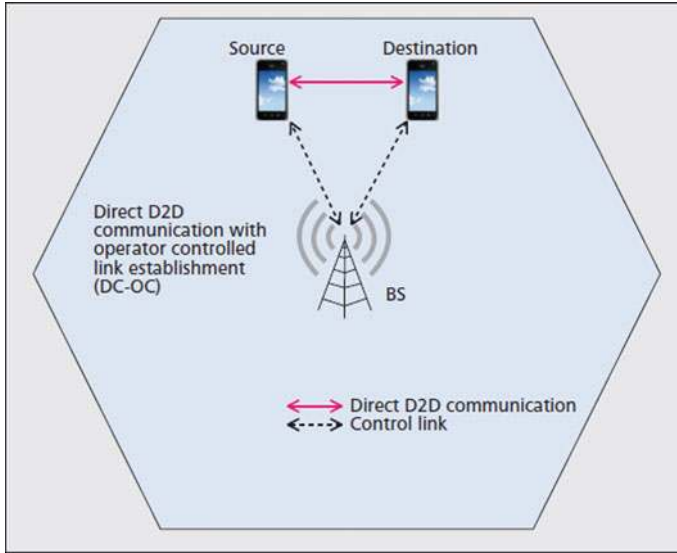 Source
Destination
Direct D2D
communication with
operator controlled
link establishment
(DC-OC)
BS
Direct D2D communication
Control link